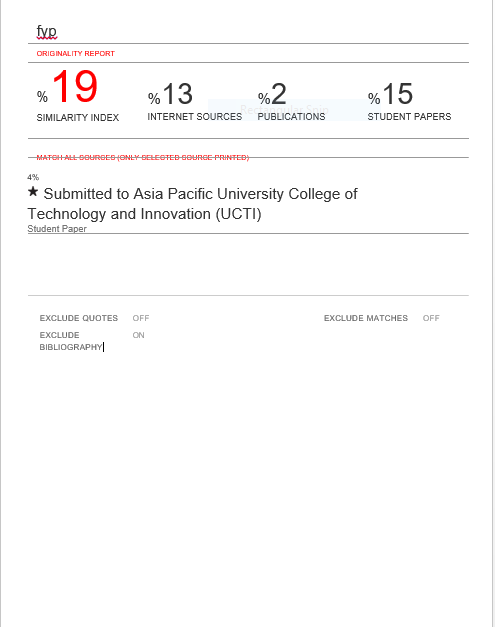 fyp
ORIGINALITY REPORT
%19 %13 %2 %15
SIMILARITY INDEX INTERNET SOURCES PUBLICATIONS STUDENT PAPERS
Rectangular Snip
MATCH ALL SOURCES (ONLY SELECTED SOURCE PRINTED)
4%
★ Submitted to Asia Pacific University College of
Technology and Innovation (UCTI)
Student Paper
EXCLUDE QUOTES OFF EXCLUDE MATCHES OFF
EXCLUDE ON
BIBLIOGRAPHY